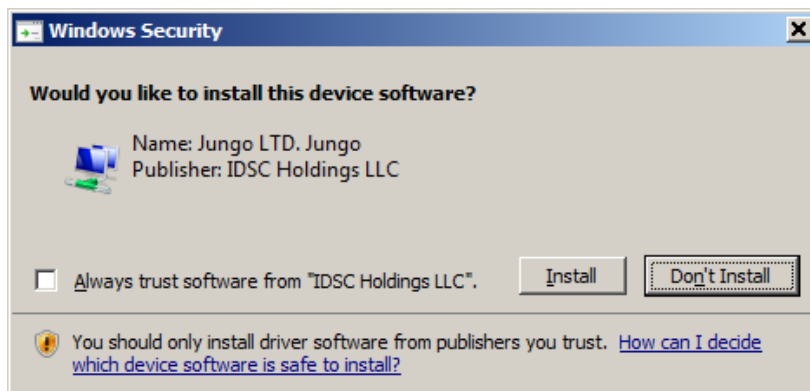 Windows Security
Would you like to install this device software?
Name: Jungo LTD. Jungo
Publisher: IDSC Holdings LLC
Always trust software from "IDSC Holdings LLC".
Install
Don't Install
You should only install driver software from publishers you trust. How can I decide
which device software is safe to install?